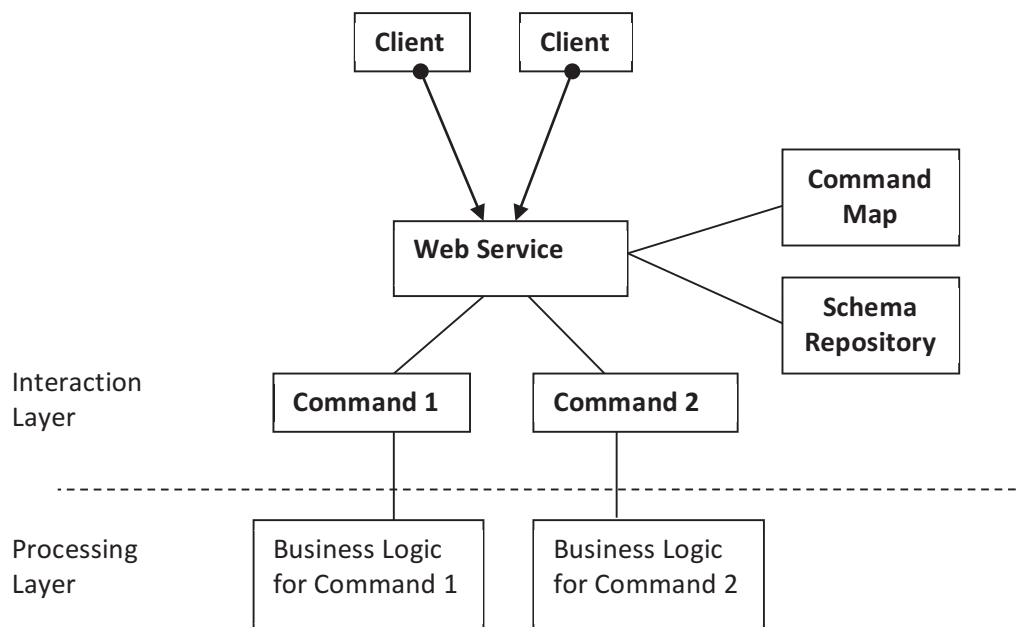 Client
Client
Command
Map
Web Service
Schema
Repository
Interaction
Layer
Command 1
Command 2
Processing
Layer
Business Logic
for Command 1
Business Logic
for Command 2